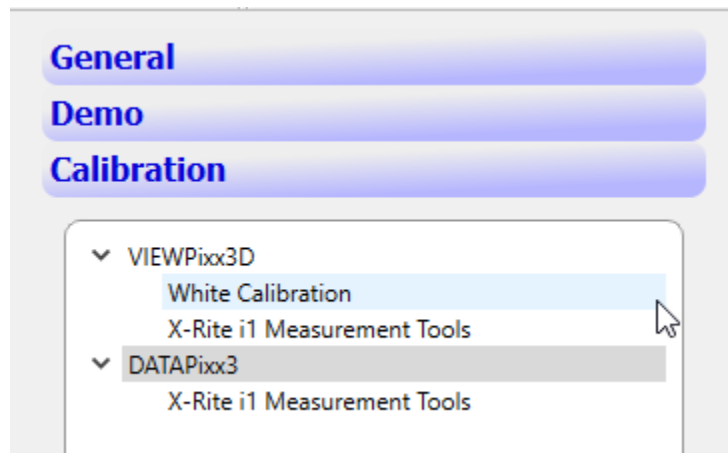 General
Demo
Calibration
VIEWPixx3D
White Calibration
X-Rite i1 Measurement Tools
DATAPixx3
X-Rite i1 Measurement Tools